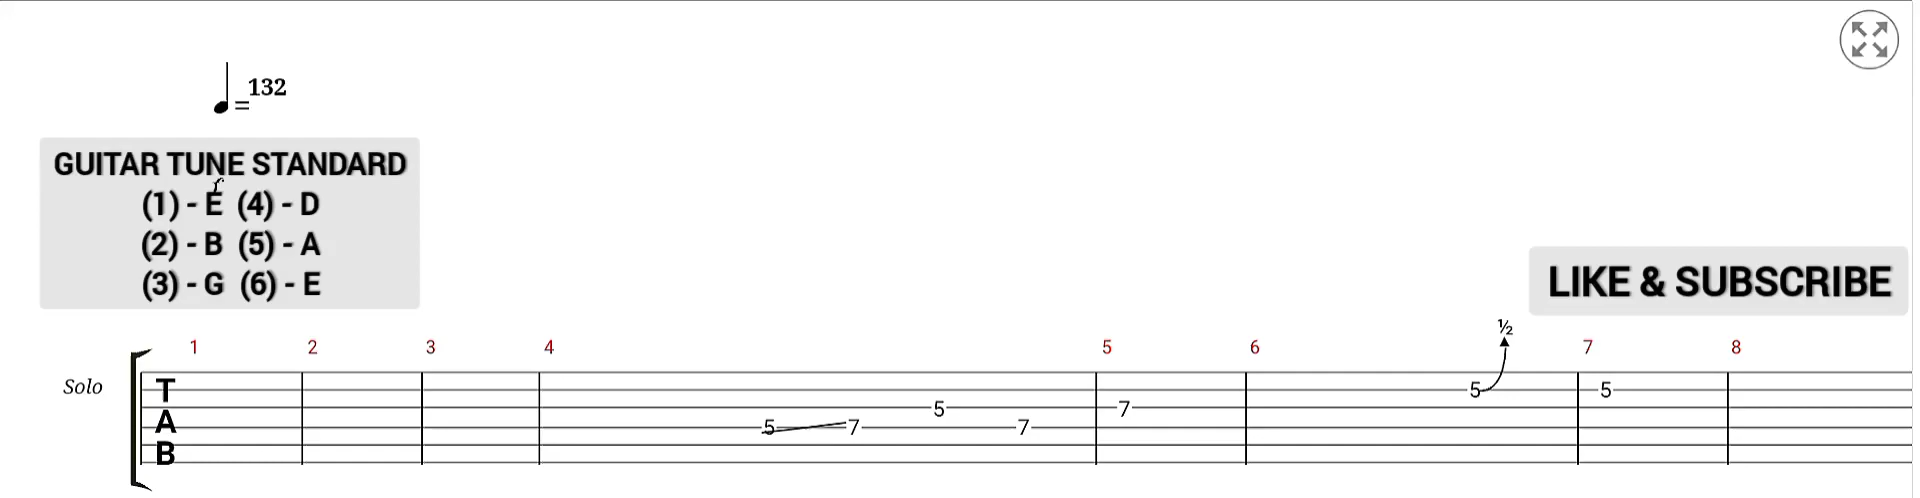 = 132
GUITAR TUNE STANDARD
(1) - E (4) - D
(2) - B (5) - A
(3) - G (6) - E
LIKE & SUBSCRIBE
½
1 2 3 4 5 6 7 8
Solo
T
5 5
A
5 7
5 7 7
B